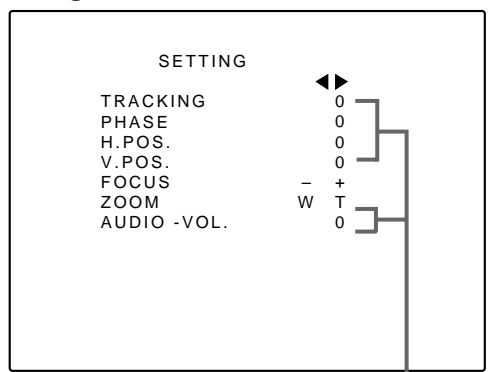 SETTING
◀ ▶
TRACKING 0
PHASE 0
H.POS. 0
V.POS. 0
FOCUS – +
ZOOM W T
AUDIO -VOL. 0